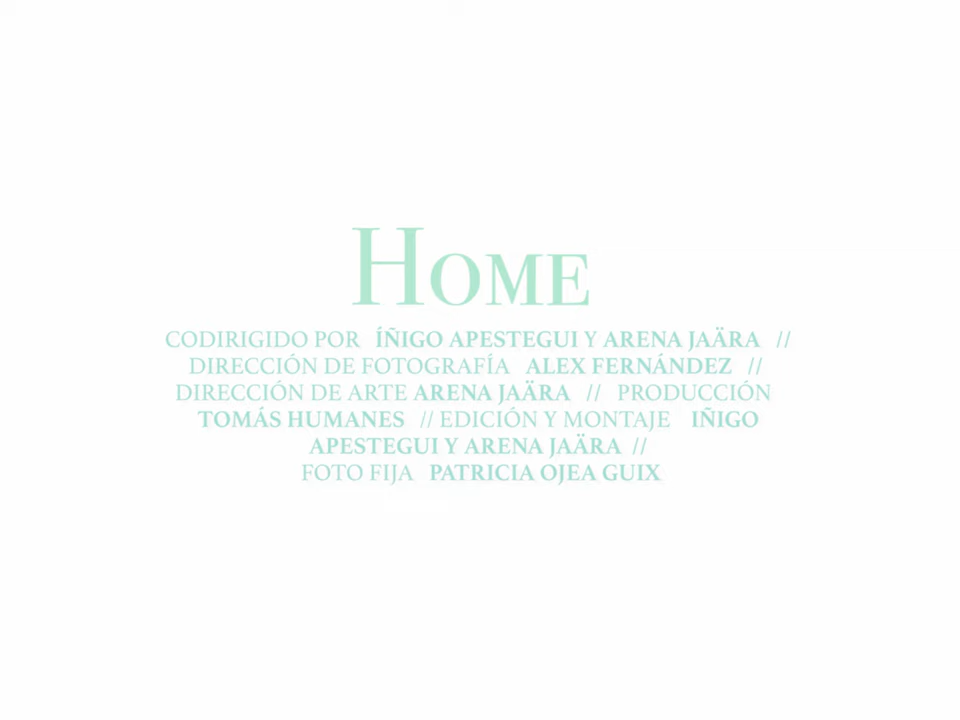 HOME
CODIRIGIDO POR ÍÑIGO APESTEGUI Y ARENA JAÄRA //
DIRECCIÓN DE FOTOGRAFÍA ALEX FERNÁNDEZ //
DIRECCIÓN DE ARTE ARENA JAÄRA // PRODUCCIÓN
TOMÁS HUMANES // EDICIÓN Y MONTAJE IÑIGO
APESTEGUI Y ARENA JAÄRA //
FOTO FIJA PATRICIA OJEA GUIX